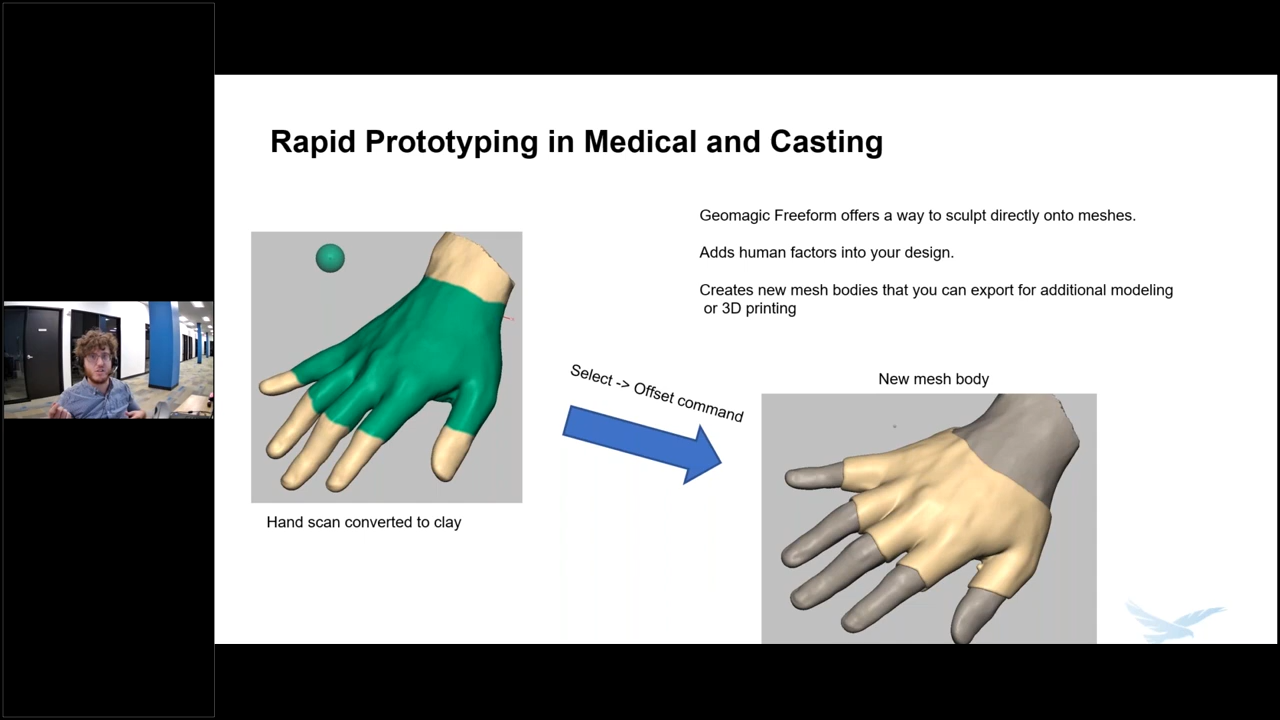 Rapid Prototyping in Medical and Casting
Geomagic Freeform offers a way to sculpt directly onto meshes.
Adds human factors into your design.
Creates new mesh bodies that you can export for additional modeling
or 3D printing
Select -> Offset command
New mesh body
Hand scan converted to clay